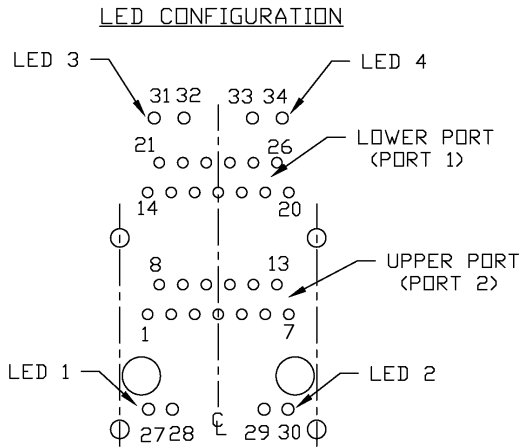 LED CONFIGURATION
LED 3
LED 4
31 32 33 34
21 26
LOWER PORT
(PORT 1)
14 20
8 13
UPPER PORT
(PORT 2)
1 7
LED 1
LED 2
27 28 ℄ 29 30